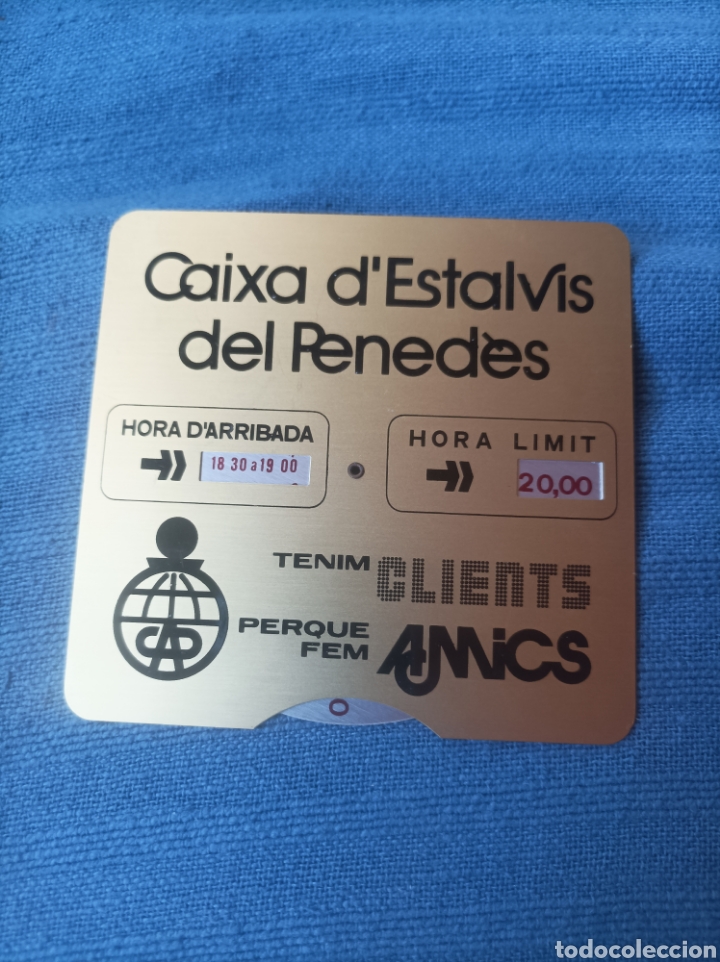 Caixa d'Estalvis
del Penedès
HORA D'ARRIBADA
18 30 a 19 00
HORA LIMIT
20,00
TENIM CLIENTS
PERQUE
FEM AMICS
CAP
O
todocoleccion